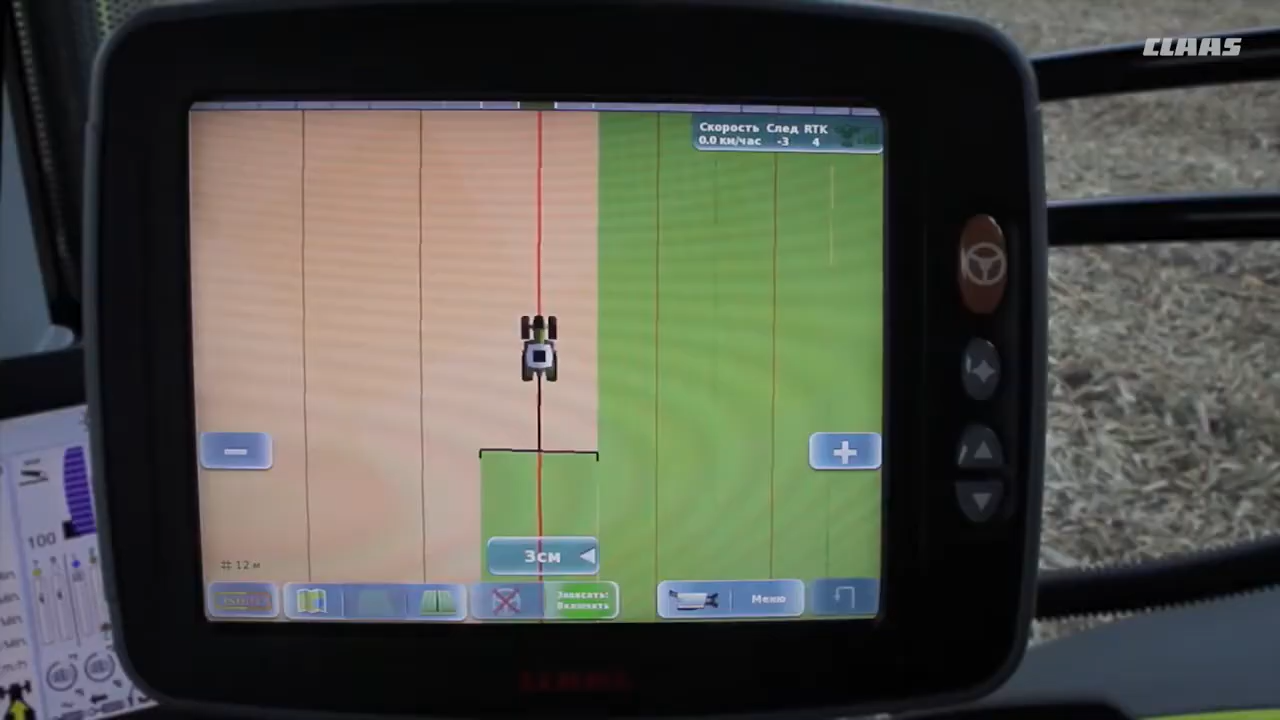 CLAAS
Скорость След RTK
0.0 км/час -3 4
3см
# 12 м
Записать:
Включить
Меню
100